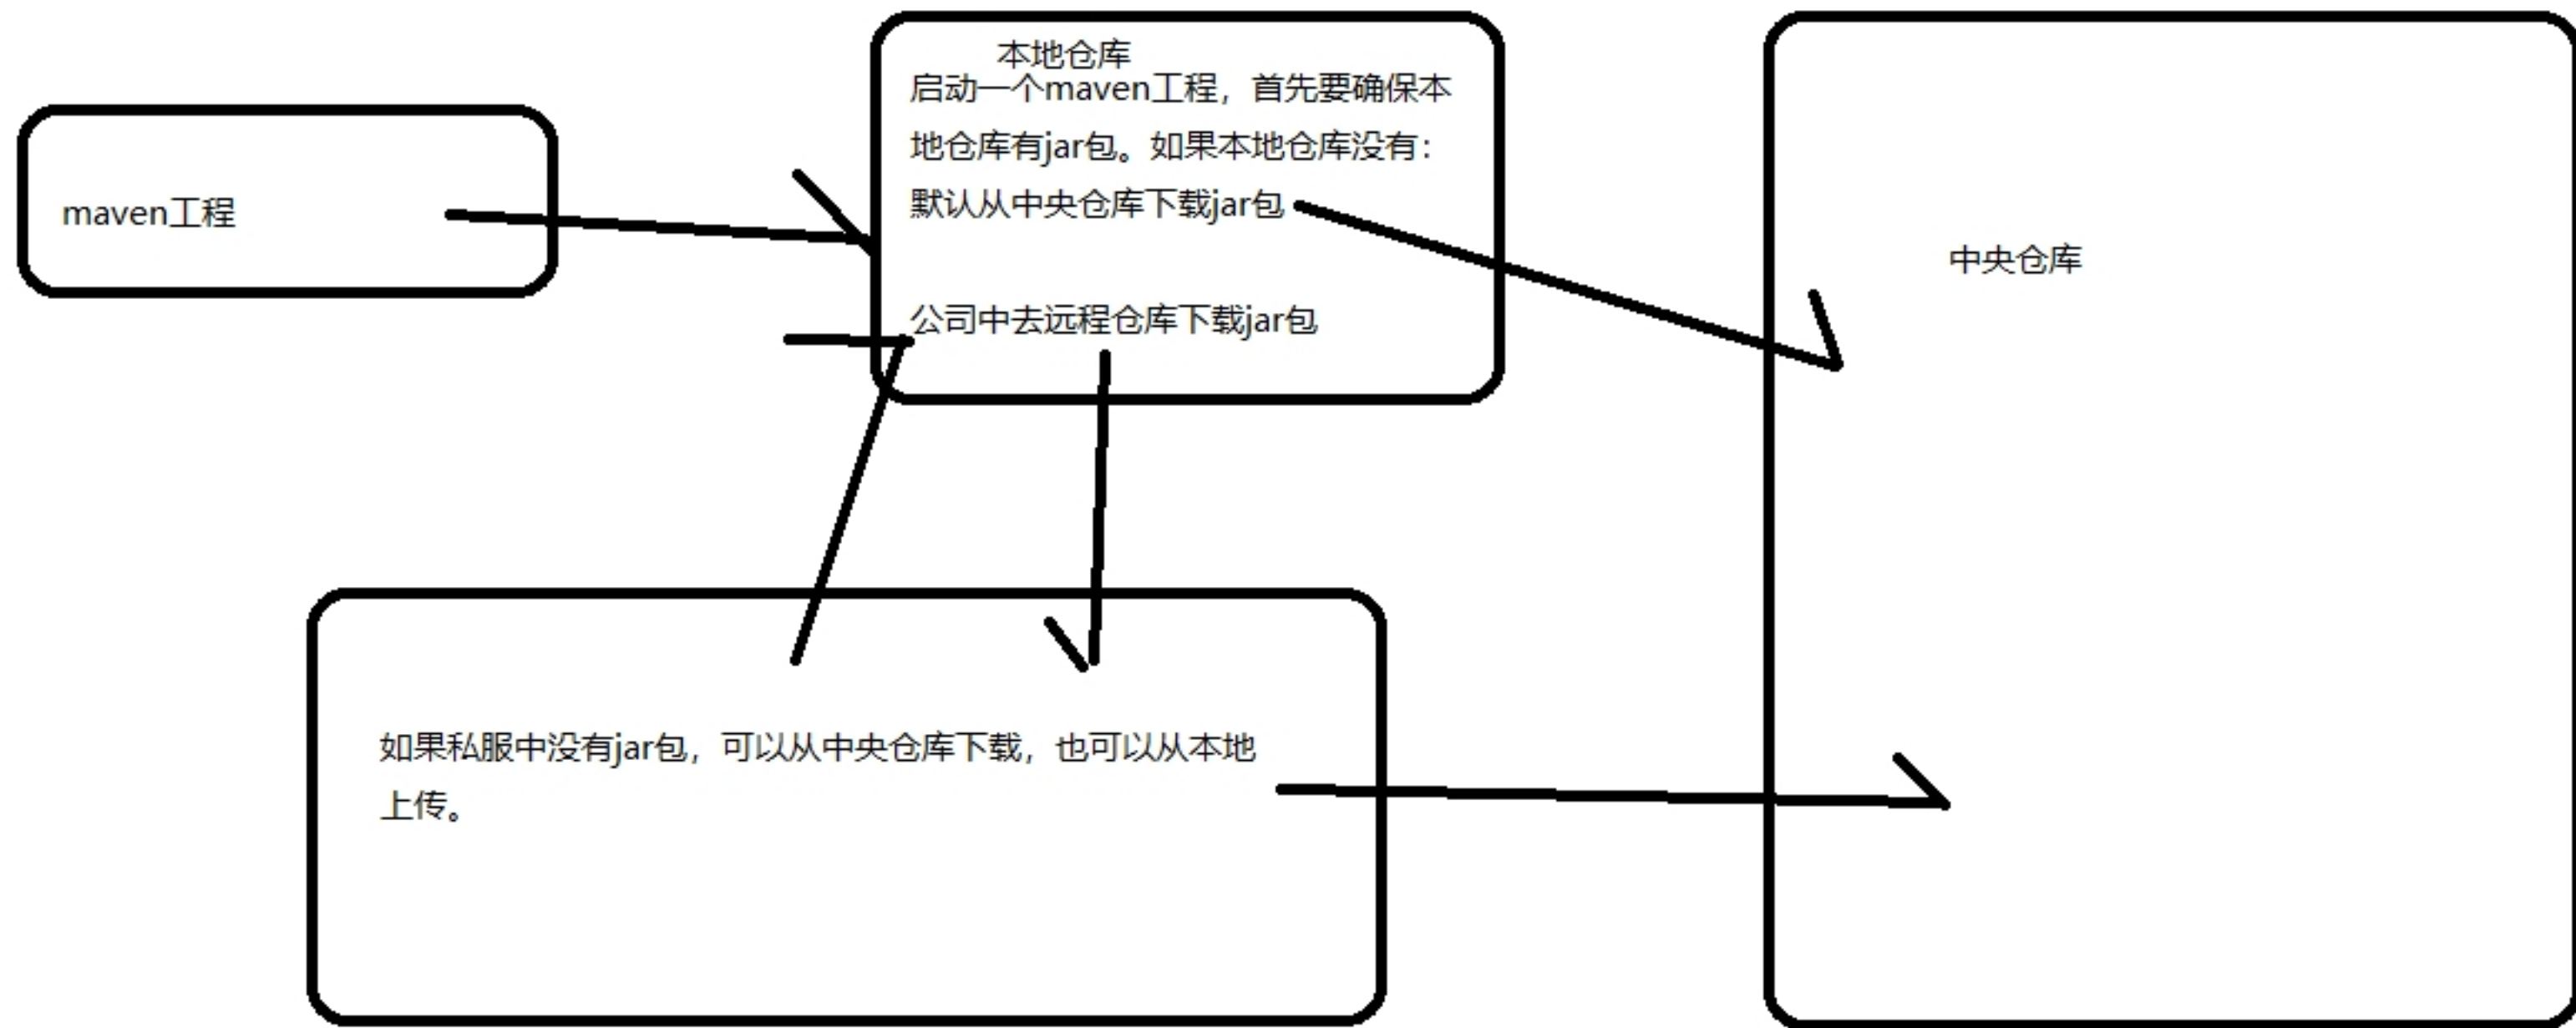 maven工程
本地仓库
启动一个maven工程，首先要确保本
地仓库有jar包。如果本地仓库没有：
默认从中央仓库下载jar包
公司中去远程仓库下载jar包
中央仓库
如果私服中没有jar包，可以从中央仓库下载，也可以从本地
上传。